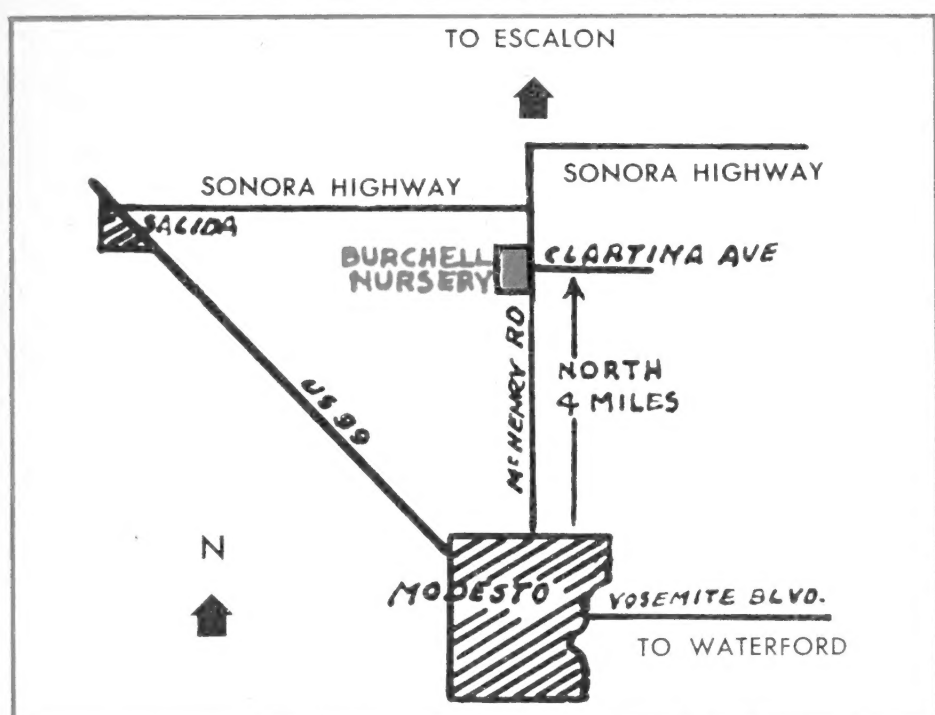 TO ESCALON
SONORA HIGHWAY
SONORA HIGHWAY
SALIDA
BURCHELL
NURSERY
CLARTINA AVE
US 99
McHENRY RD
NORTH
4 MILES
N
MODESTO
YOSEMITE BLVD.
TO WATERFORD